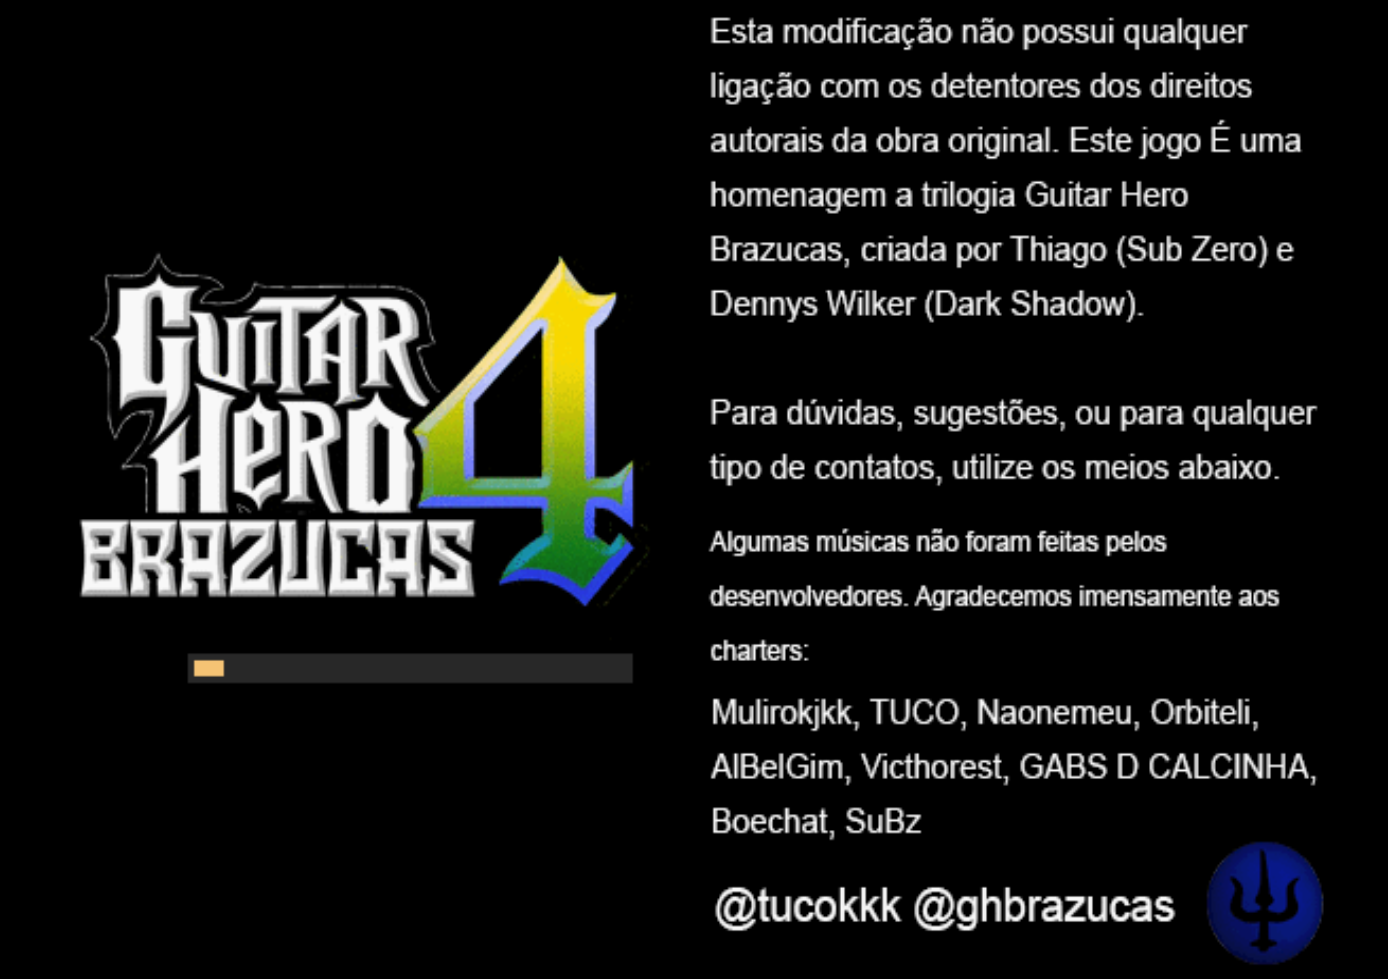 GUITAR
HERO
BRAZUCAS
4
Esta modificação não possui qualquer
ligação com os detentores dos direitos
autorais da obra original. Este jogo É uma
homenagem a trilogia Guitar Hero
Brazucas, criada por Thiago (Sub Zero) e
Dennys Wilker (Dark Shadow).
Para dúvidas, sugestões, ou para qualquer
tipo de contatos, utilize os meios abaixo.
Algumas músicas não foram feitas pelos
desenvolvedores. Agradecemos imensamente aos
charters:
Mulirokjkk, TUCO, Naonemeu, Orbiteli,
AlBelGim, Victhorest, GABS D CALCINHA,
Boechat, SuBz
@tucokkk @ghbrazucas